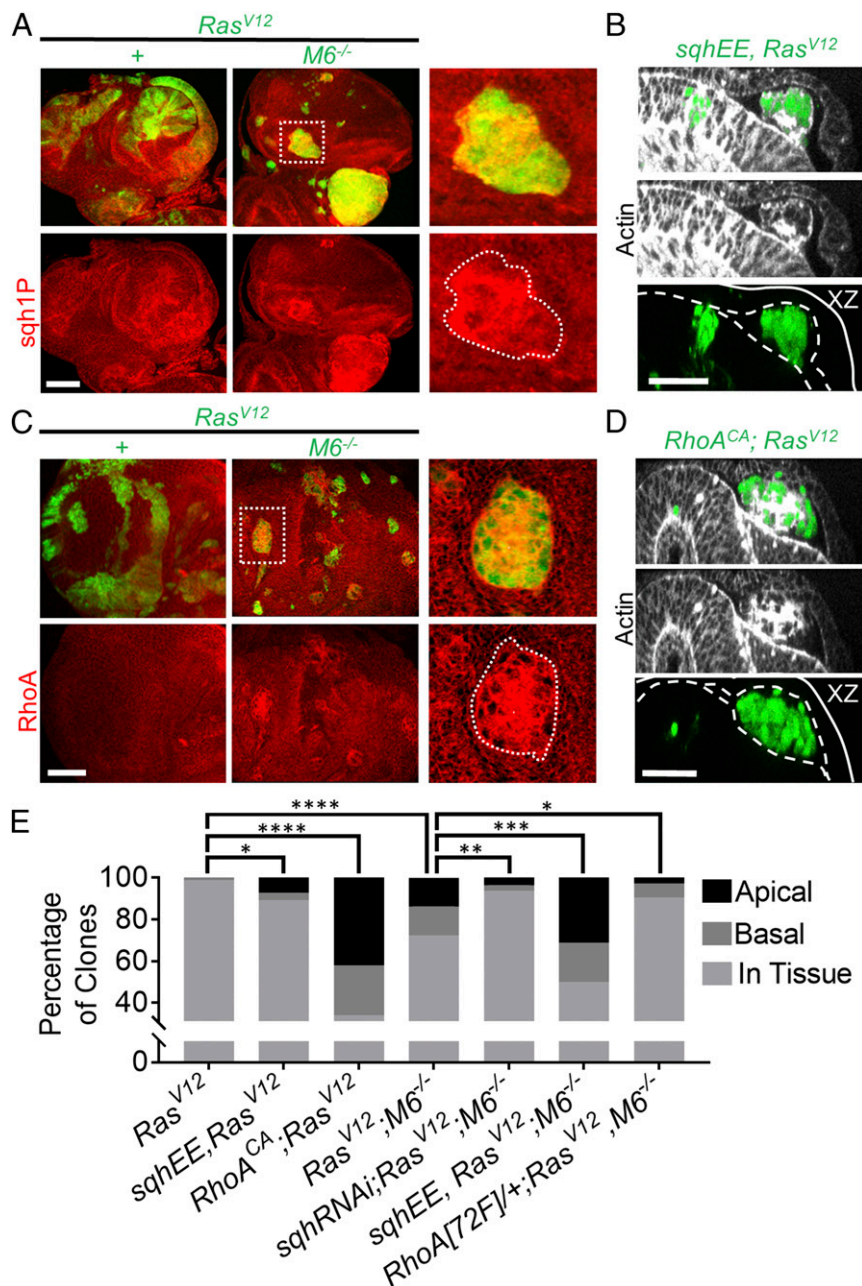 A
Ras^V12
+
M6^-/-
sqh1P
B
sqhEE, Ras^V12
Actin
XZ
C
Ras^V12
+
M6^-/-
RhoA
D
RhoA^CA; Ras^V12
Actin
XZ
E
****
****
*
*
***
**
100
80
60
40
0
Percentage
of Clones
Apical
Basal
In Tissue
Ras^V12
sqhEE,Ras^V12
RhoA^CA;Ras^V12
Ras^V12;M6^-/-
sqhRNAi;Ras^V12;M6^-/-
sqhEE, Ras^V12;M6^-/-
RhoA[72F]/+;Ras^V12,M6^-/-